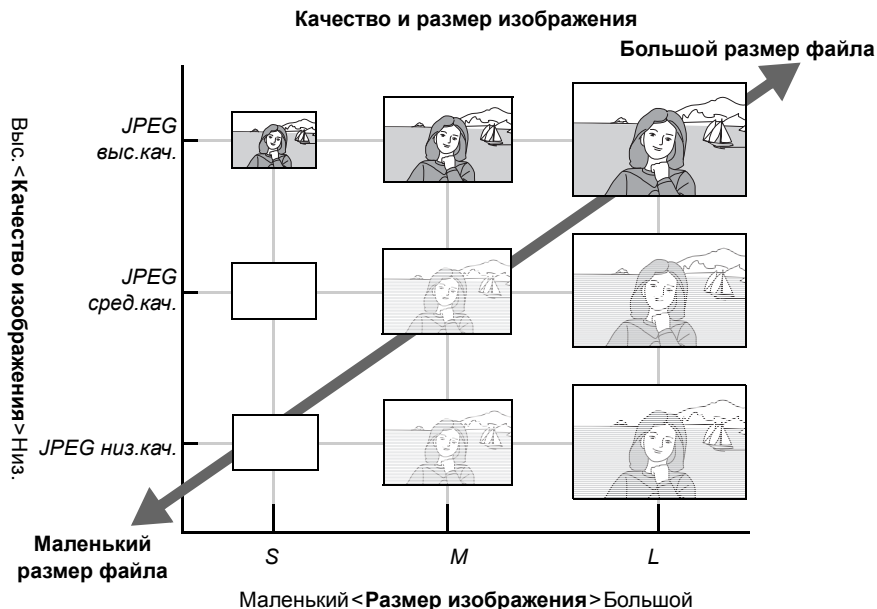 Качество и размер изображения
Большой размер файла
JPEG
выс.кач.
JPEG
сред.кач.
JPEG низ.кач.
Выс.<Качество изображения>Низ.
Маленький
размер файла
S M L
Маленький<Размер изображения>Большой